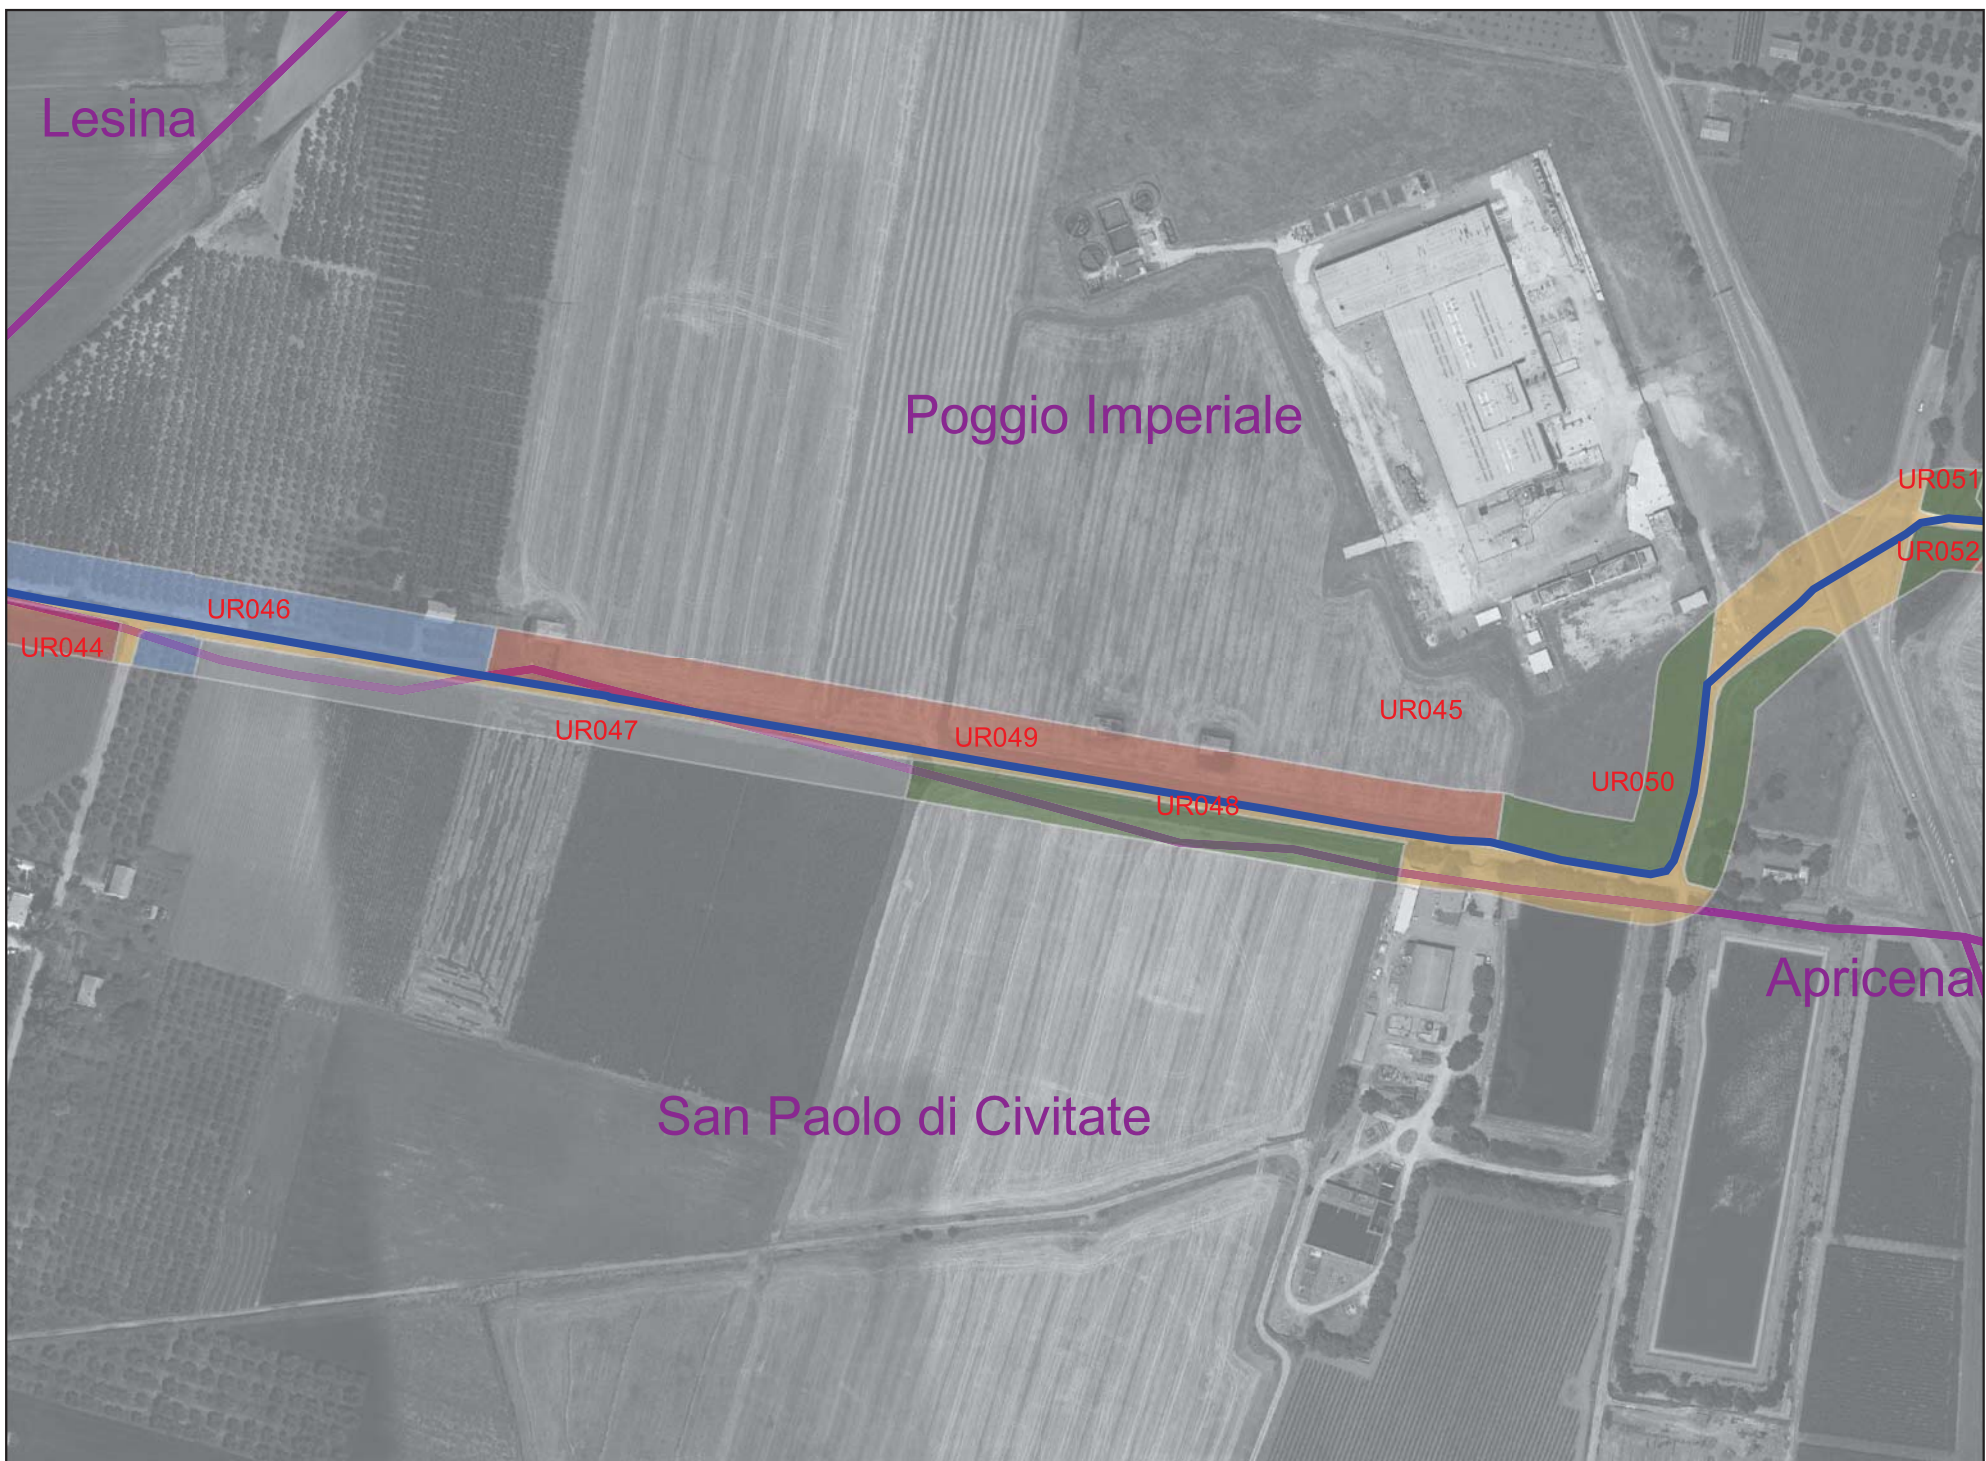 Lesina
Poggio Imperiale
UR051
UR052
UR046
UR044
UR047
UR049
UR045
UR050
UR048
Apricena
San Paolo di Civitate